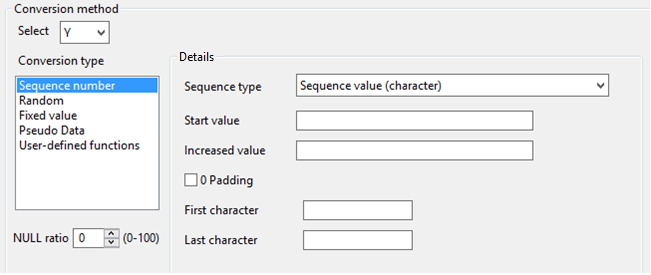 Conversion method
Select Y
Conversion type
Sequence number
Random
Fixed value
Pseudo Data
User-defined functions
NULL ratio 0 (0-100)
Details
Sequence type Sequence value (character)
Start value
Increased value
0 Padding
First character
Last character